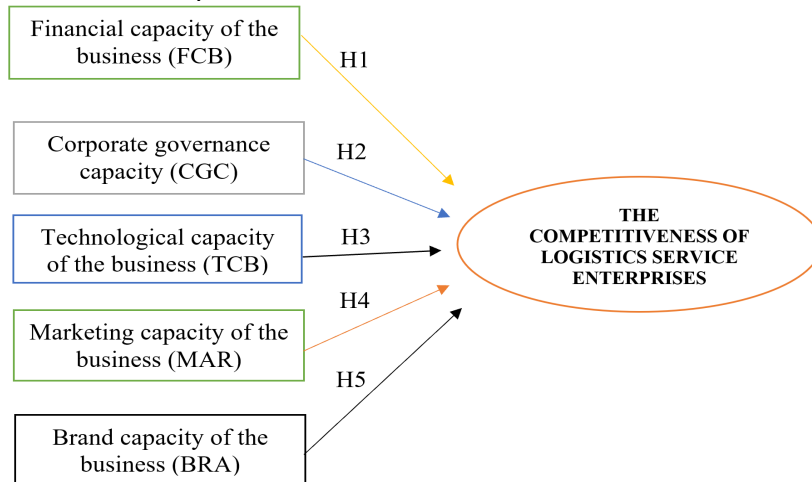 Financial capacity of the
business (FCB)
H1
Corporate governance
capacity (CGC)
H2
Technological capacity
of the business (TCB)
H3
THE
COMPETITIVENESS OF
LOGISTICS SERVICE
ENTERPRISES
Marketing capacity of the
business (MAR)
H4
Brand capacity of the
business (BRA)
H5